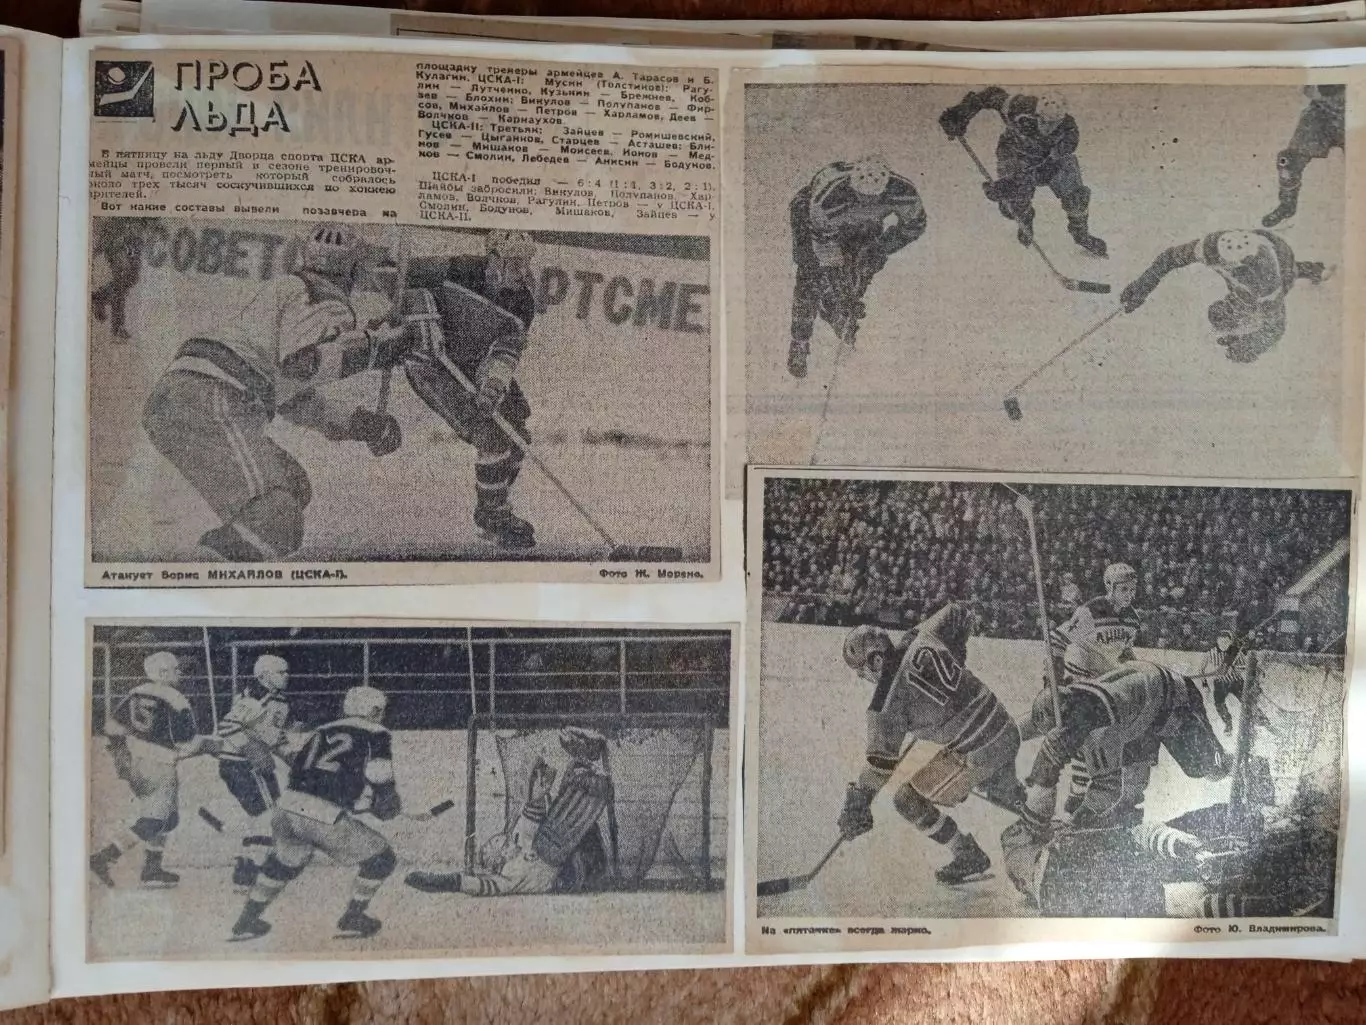 ПРОБА
ЛЬДА
В пятницу на льду Дворца спорта ЦСКА ар-
мейцы провели первый в сезоне тренировоч-
ный матч, посмотреть который собралось
около трех тысяч соскучившихся по хоккею
зрителей.
Вот какие составы вывели позавчера на
площадку тренеры армейцев А. Тарасов и Б.
Кулагин. ЦСКА-I: Мусин (Толстиков); Рагу-
лин — Лутченко, Кузькин — Брежнев, Коб-
зев — Блохин; Викулов — Полупанов — Фир-
сов, Михайлов — Петров — Харламов, Деев —
Волчков — Карнаухов.
ЦСКА-II: Третьяк; Зайцев — Ромишевский,
Гусев — Цыганков, Старцев — Асташев; Бли-
нов — Мишаков — Моисеев, Ионов — Мед-
ков — Смолин, Лебедев — Анисин — Бодунов.
ЦСКА-I победил — 6:4 (1:1, 3:2, 2:1).
Шайбы забросили: Викулов, Полупанов, Хар-
ламов, Волчков, Рагулин, Петров — у ЦСКА-I,
Смолин, Бодунов, Мишаков, Зайцев — у
ЦСКА-II.
СОВЕТС
РТСМЕ
Атакует Борис МИХАЙЛОВ (ЦСКА-I).
Фото Ж. Морено.
5
12
12
На «пятачке» всегда жарко.
Фото Ю. Владимирова.